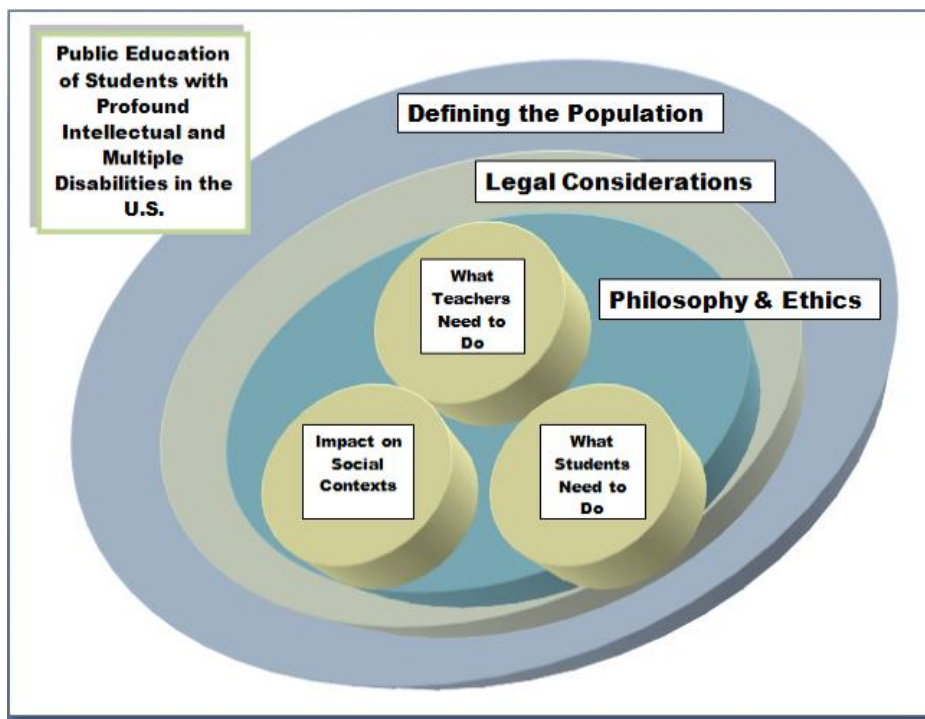 Public Education
of Students with
Profound
Intellectual and
Multiple
Disabilities in the
U.S.
Defining the Population
Legal Considerations
Philosophy & Ethics
What
Teachers
Need to
Do
Impact on
Social
Contexts
What
Students
Need to
Do